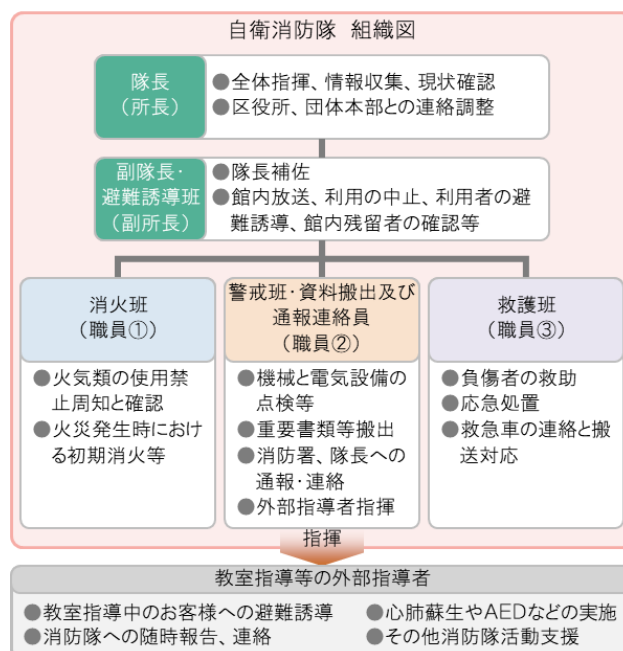 自衛消防隊 組織図
隊長
(所長)
●全体指揮、情報収集、現状確認
●区役所、団体本部との連絡調整
副隊長・
避難誘導班
(副所長)
●隊長補佐
●館内放送、利用の中止、利用者の避
難誘導、館内残留者の確認等
消火班
(職員①)
●火気類の使用禁
止周知と確認
●火災発生時におけ
る初期消火等
警戒班・資料搬出及び
通報連絡員
(職員②)
●機械と電気設備の
点検等
●重要書類等搬出
●消防署、隊長への
通報・連絡
●外部指導者指揮
救護班
(職員③)
●負傷者の救助
●応急処置
●救急車の連絡と搬
送対応
指揮
教室指導等の外部指導者
●教室指導中のお客様への避難誘導
●消防隊への随時報告、連絡
●心肺蘇生やAEDなどの実施
●その他消防隊活動支援